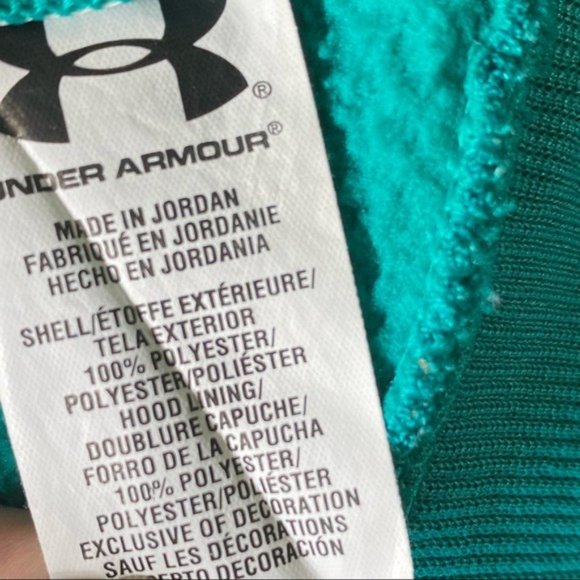 UNDER ARMOUR®
MADE IN JORDAN
FABRIQUÉ EN JORDANIE
HECHO EN JORDANIA
SHELL/ÉTOFFE EXTÉRIEURE/
TELA EXTERIOR
100% POLYESTER/
POLYESTER/POLIÉSTER
HOOD LINING/
DOUBLURE CAPUCHE/
FORRO DE LA CAPUCHA
100% POLYESTER/
POLYESTER/POLIÉSTER
EXCLUSIVE OF DECORATION
SAUF LES DÉCORATIONS
DECORACIÓN